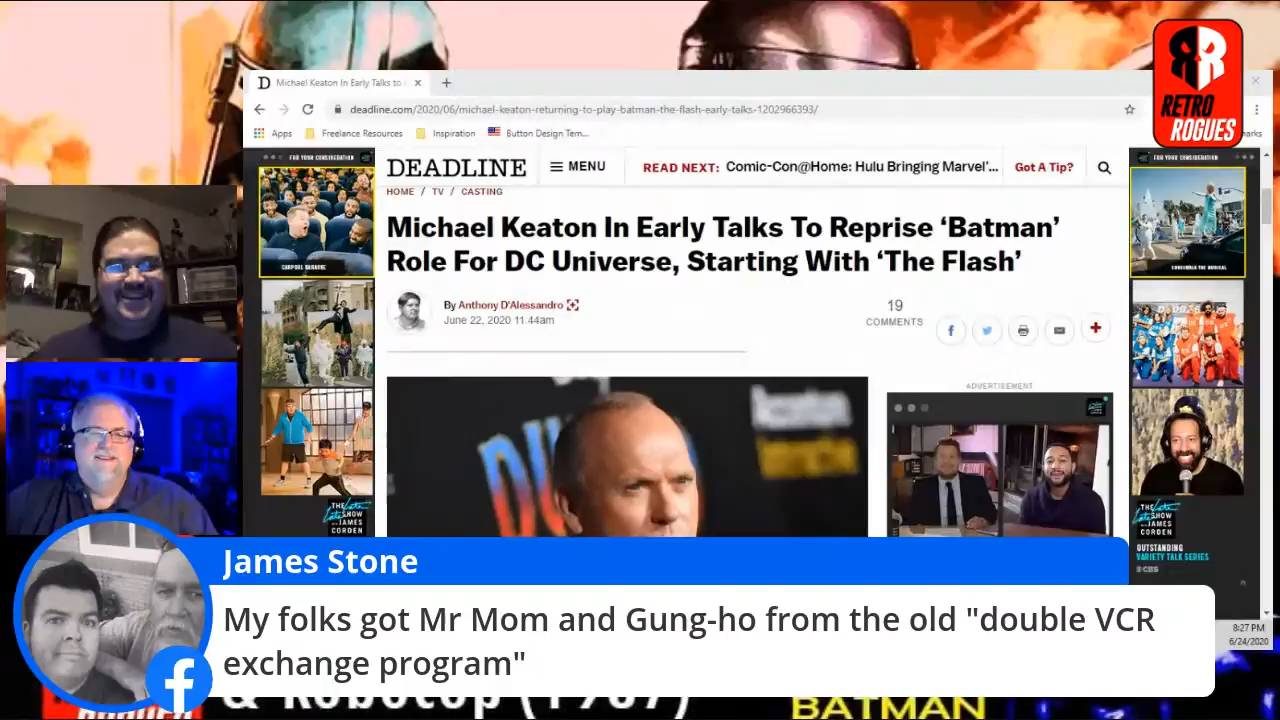 Michael Keaton In Early Talks to
deadline.com/2020/06/michael-keaton-returning-to-play-batman-the-flash-early-talks-1202966393/
Apps
Freelance Resources
Inspiration
Button Design Tem...
RETRO
ROGUES
FOR YOUR CONSIDERATION
DEADLINE
MENU
READ NEXT: Comic-Con@Home: Hulu Bringing Marvel'...
Got A Tip?
FOR YOUR CONSIDERATION
HOME / TV / CASTING
Michael Keaton In Early Talks To Reprise ‘Batman’
Role For DC Universe, Starting With ‘The Flash’
By Anthony D'Alessandro
June 22, 2020 11:44am
19
COMMENTS
CARPOOL KARAOKE
CROSSWALK THE MUSICAL
ADVERTISEMENT
THE
Late Late
SHOW
WITH JAMES
CORDEN
THE
Late Late
SHOW
WITH JAMES
CORDEN
OUTSTANDING
VARIETY TALK SERIES
CBS
James Stone
My folks got Mr Mom and Gung-ho from the old "double VCR
exchange program"
8:27 PM
6/24/2020
BATMAN